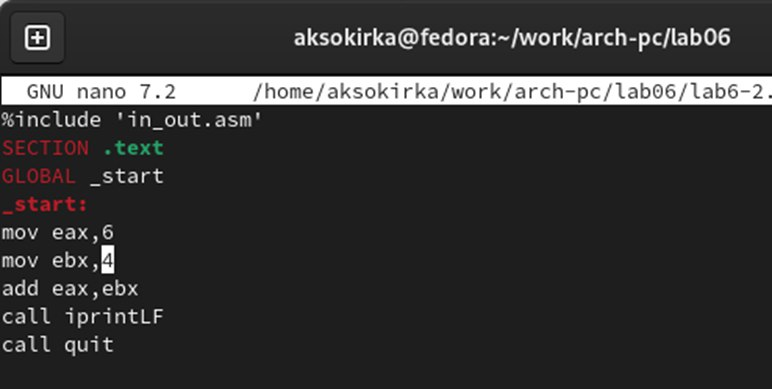 aksokirka@fedora:~/work/arch-pc/lab06
GNU nano 7.2 /home/aksokirka/work/arch-pc/lab06/lab6-2.
%include 'in_out.asm'
SECTION .text
GLOBAL _start
_start:
mov eax,6
mov ebx,4
add eax,ebx
call iprintLF
call quit